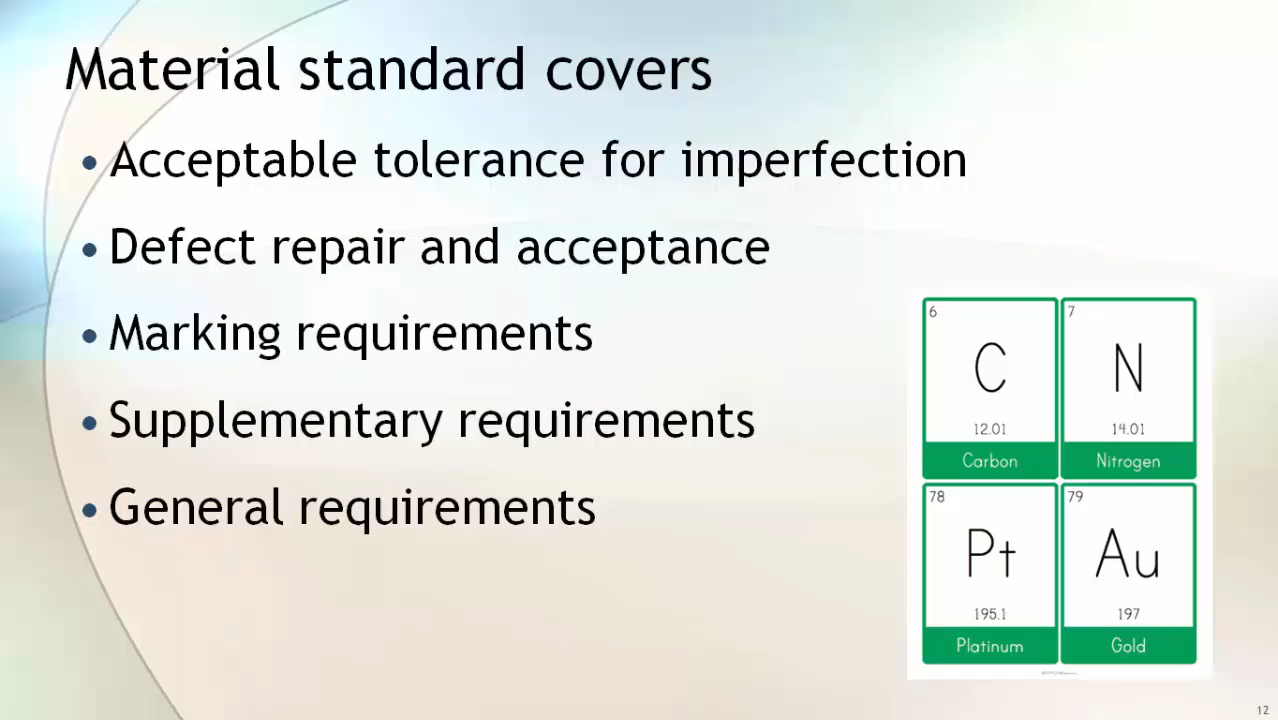 Material standard covers
• Acceptable tolerance for imperfection
• Defect repair and acceptance
• Marking requirements
• Supplementary requirements
• General requirements
6
C
12.01
Carbon
7
N
14.01
Nitrogen
78
Pt
195.1
Platinum
79
Au
197
Gold
12